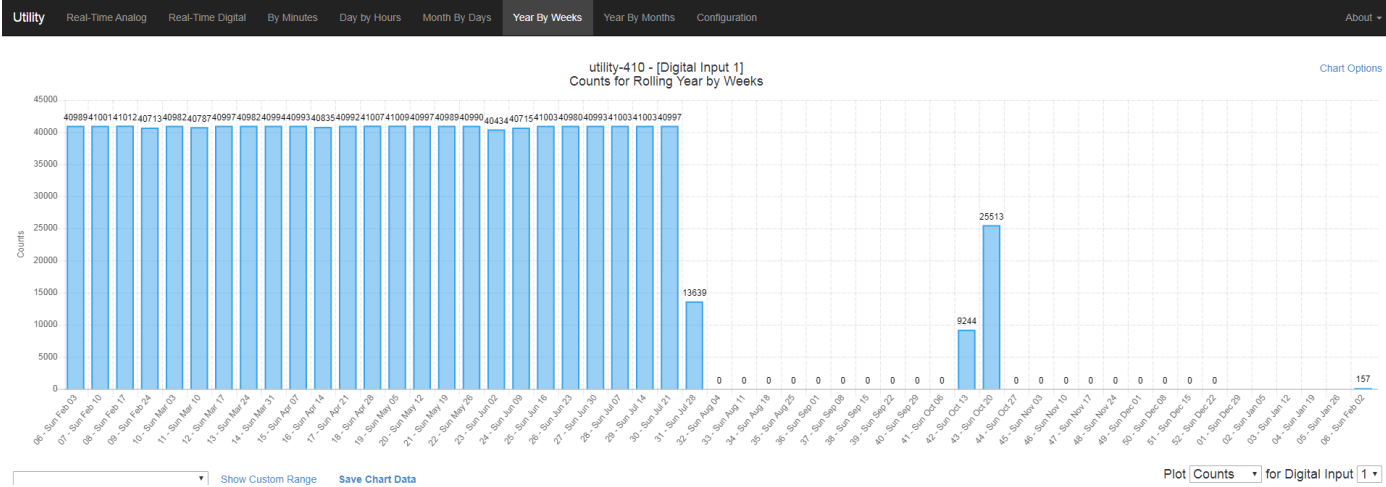 Utility Real-Time Analog Real-Time Digital By Minutes Day by Hours Month By Days Year By Weeks Year By Months Configuration About
utility-410 - [Digital Input 1]
Counts for Rolling Year by Weeks
Chart Options
Counts
45000
40000
35000
30000
25000
20000
15000
10000
5000
0
40989 41001 41012 40713 40982 40787 40997 40982 40994 40993 40835 40992 41007 41009 40997 40989 40990 40434 40715 41003 40980 40993 41003 41003 40997
13639
0 0 0 0 0 0 0 0 0 0
9244
25513
0 0 0 0 0 0 0 0 0
157
06 - Sun Feb 03
07 - Sun Feb 10
08 - Sun Feb 17
09 - Sun Feb 24
10 - Sun Mar 03
11 - Sun Mar 10
12 - Sun Mar 17
13 - Sun Mar 24
14 - Sun Mar 31
15 - Sun Apr 07
16 - Sun Apr 14
17 - Sun Apr 21
18 - Sun Apr 28
19 - Sun May 05
20 - Sun May 12
21 - Sun May 19
22 - Sun May 26
23 - Sun Jun 02
24 - Sun Jun 09
25 - Sun Jun 16
26 - Sun Jun 23
27 - Sun Jun 30
28 - Sun Jul 07
29 - Sun Jul 14
30 - Sun Jul 21
31 - Sun Jul 28
32 - Sun Aug 04
33 - Sun Aug 11
34 - Sun Aug 18
35 - Sun Aug 25
36 - Sun Sep 01
37 - Sun Sep 08
38 - Sun Sep 15
39 - Sun Sep 22
40 - Sun Sep 29
41 - Sun Oct 06
42 - Sun Oct 13
43 - Sun Oct 20
44 - Sun Oct 27
45 - Sun Nov 03
46 - Sun Nov 10
47 - Sun Nov 17
48 - Sun Nov 24
49 - Sun Dec 01
50 - Sun Dec 08
51 - Sun Dec 15
52 - Sun Dec 22
01 - Sun Dec 29
02 - Sun Jan 05
03 - Sun Jan 12
04 - Sun Jan 19
05 - Sun Jan 26
06 - Sun Feb 02
Show Custom Range Save Chart Data
Plot Counts for Digital Input 1